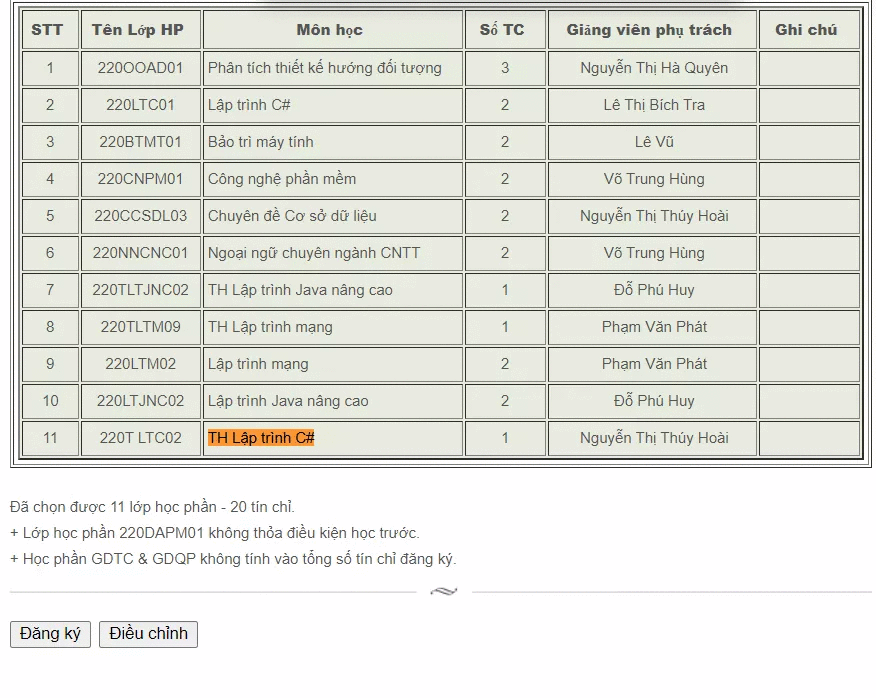 STT Tên Lớp HP Môn học Số TC Giảng viên phụ trách Ghi chú
1 220OOAD01 Phân tích thiết kế hướng đối tượng 3 Nguyễn Thị Hà Quyên
2 220LTC01 Lập trình C# 2 Lê Thị Bích Tra
3 220BTMT01 Bảo trì máy tính 2 Lê Vũ
4 220CNPM01 Công nghệ phần mềm 2 Võ Trung Hùng
5 220CCSDL03 Chuyên đề Cơ sở dữ liệu 2 Nguyễn Thị Thúy Hoài
6 220NNCNC01 Ngoại ngữ chuyên ngành CNTT 2 Võ Trung Hùng
7 220TLTJNC02 TH Lập trình Java nâng cao 1 Đỗ Phú Huy
8 220TLTM09 TH Lập trình mạng 1 Phạm Văn Phát
9 220LTM02 Lập trình mạng 2 Phạm Văn Phát
10 220LTJNC02 Lập trình Java nâng cao 2 Đỗ Phú Huy
11 220T LTC02 TH Lập trình C# 1 Nguyễn Thị Thúy Hoài
Đã chọn được 11 lớp học phần - 20 tín chỉ.
+ Lớp học phần 220DAPM01 không thỏa điều kiện học trước.
+ Học phần GDTC & GDQP không tính vào tổng số tín chỉ đăng ký.
Đăng ký Điều chỉnh